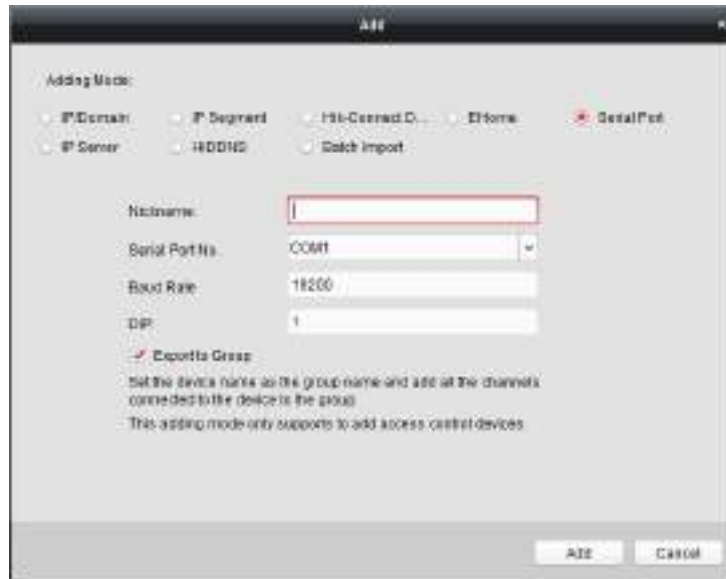 Add
Adding Mode:
IP/Domain IP Segment Hik-Connect D... EHome Serial Port
IP Server HiDDNS Batch Import
Nickname:
Serial Port No. COM1
Baud Rate 19200
DIP 1
Export to Group
Set the device name as the group name and add all the channels
connected to the device to the group.
This adding mode only supports to add access control devices.
Add Cancel